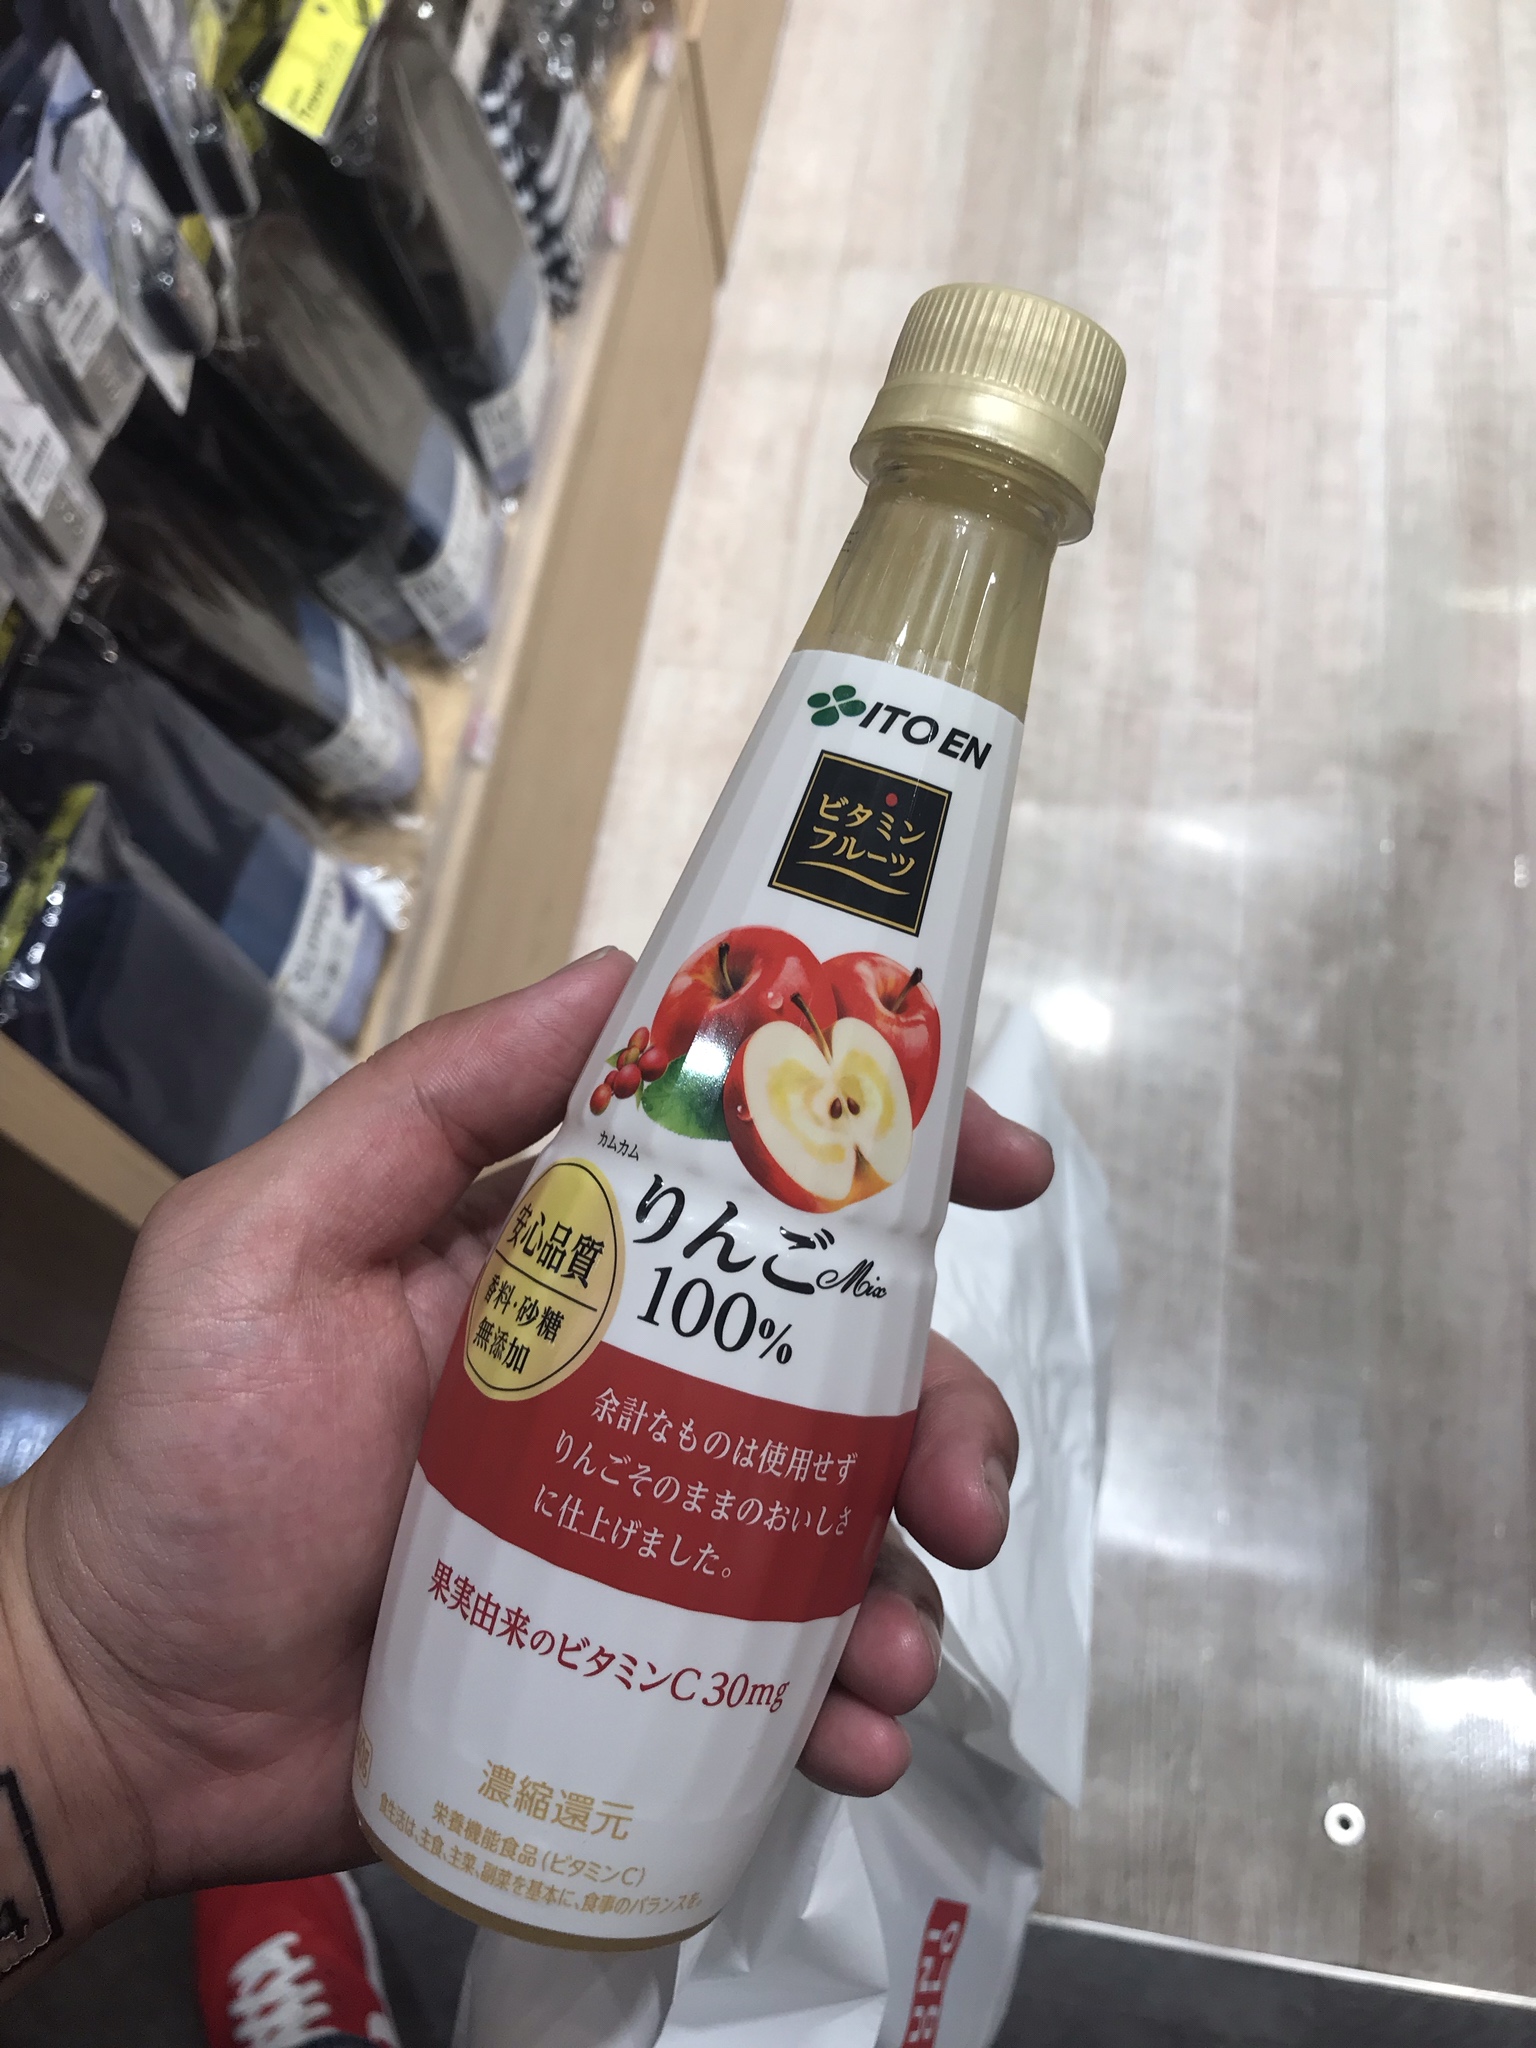 ITO EN
ビタミン
フルーツ
カムカム
りんごMix
100%
安心品質
香料・砂糖
無添加
余計なものは使用せず
りんごそのままのおいしさ
に仕上げました。
果実由来のビタミンC 30mg
濃縮還元
栄養機能食品(ビタミンC)
食生活は、主食、主菜、副菜を基本に、食事のバランスを。